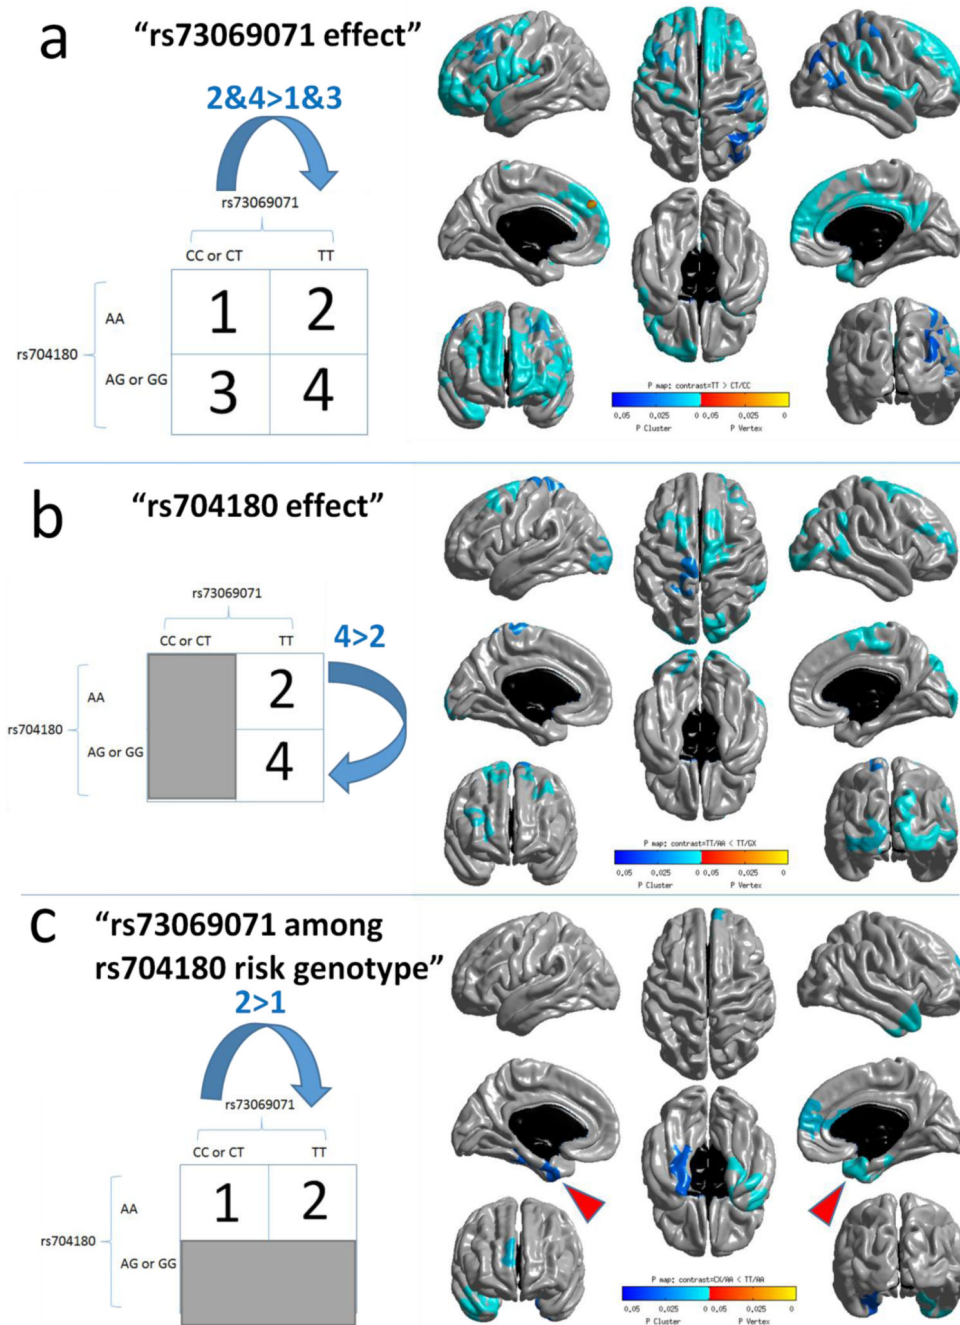 a
“rs73069071 effect”
2&4>1&3
rs73069071
CC or CT
TT
rs704180
AA
1
2
AG or GG
3
4
P map: contrast=TT > CT/CC
0.05 0.025 0 0.05 0.025 0
P Cluster P Vertex
b
“rs704180 effect”
rs73069071
CC or CT
TT
4>2
rs704180
AA
2
AG or GG
4
P map: contrast=TT/AA < TT/GX
0.05 0.025 0 0.05 0.025 0
P Cluster P Vertex
c
“rs73069071 among
rs704180 risk genotype”
2>1
rs73069071
CC or CT
TT
rs704180
AA
1
2
AG or GG
P map: contrast=CX/AA < TT/AA
0.05 0.025 0 0.05 0.025 0
P Cluster P Vertex